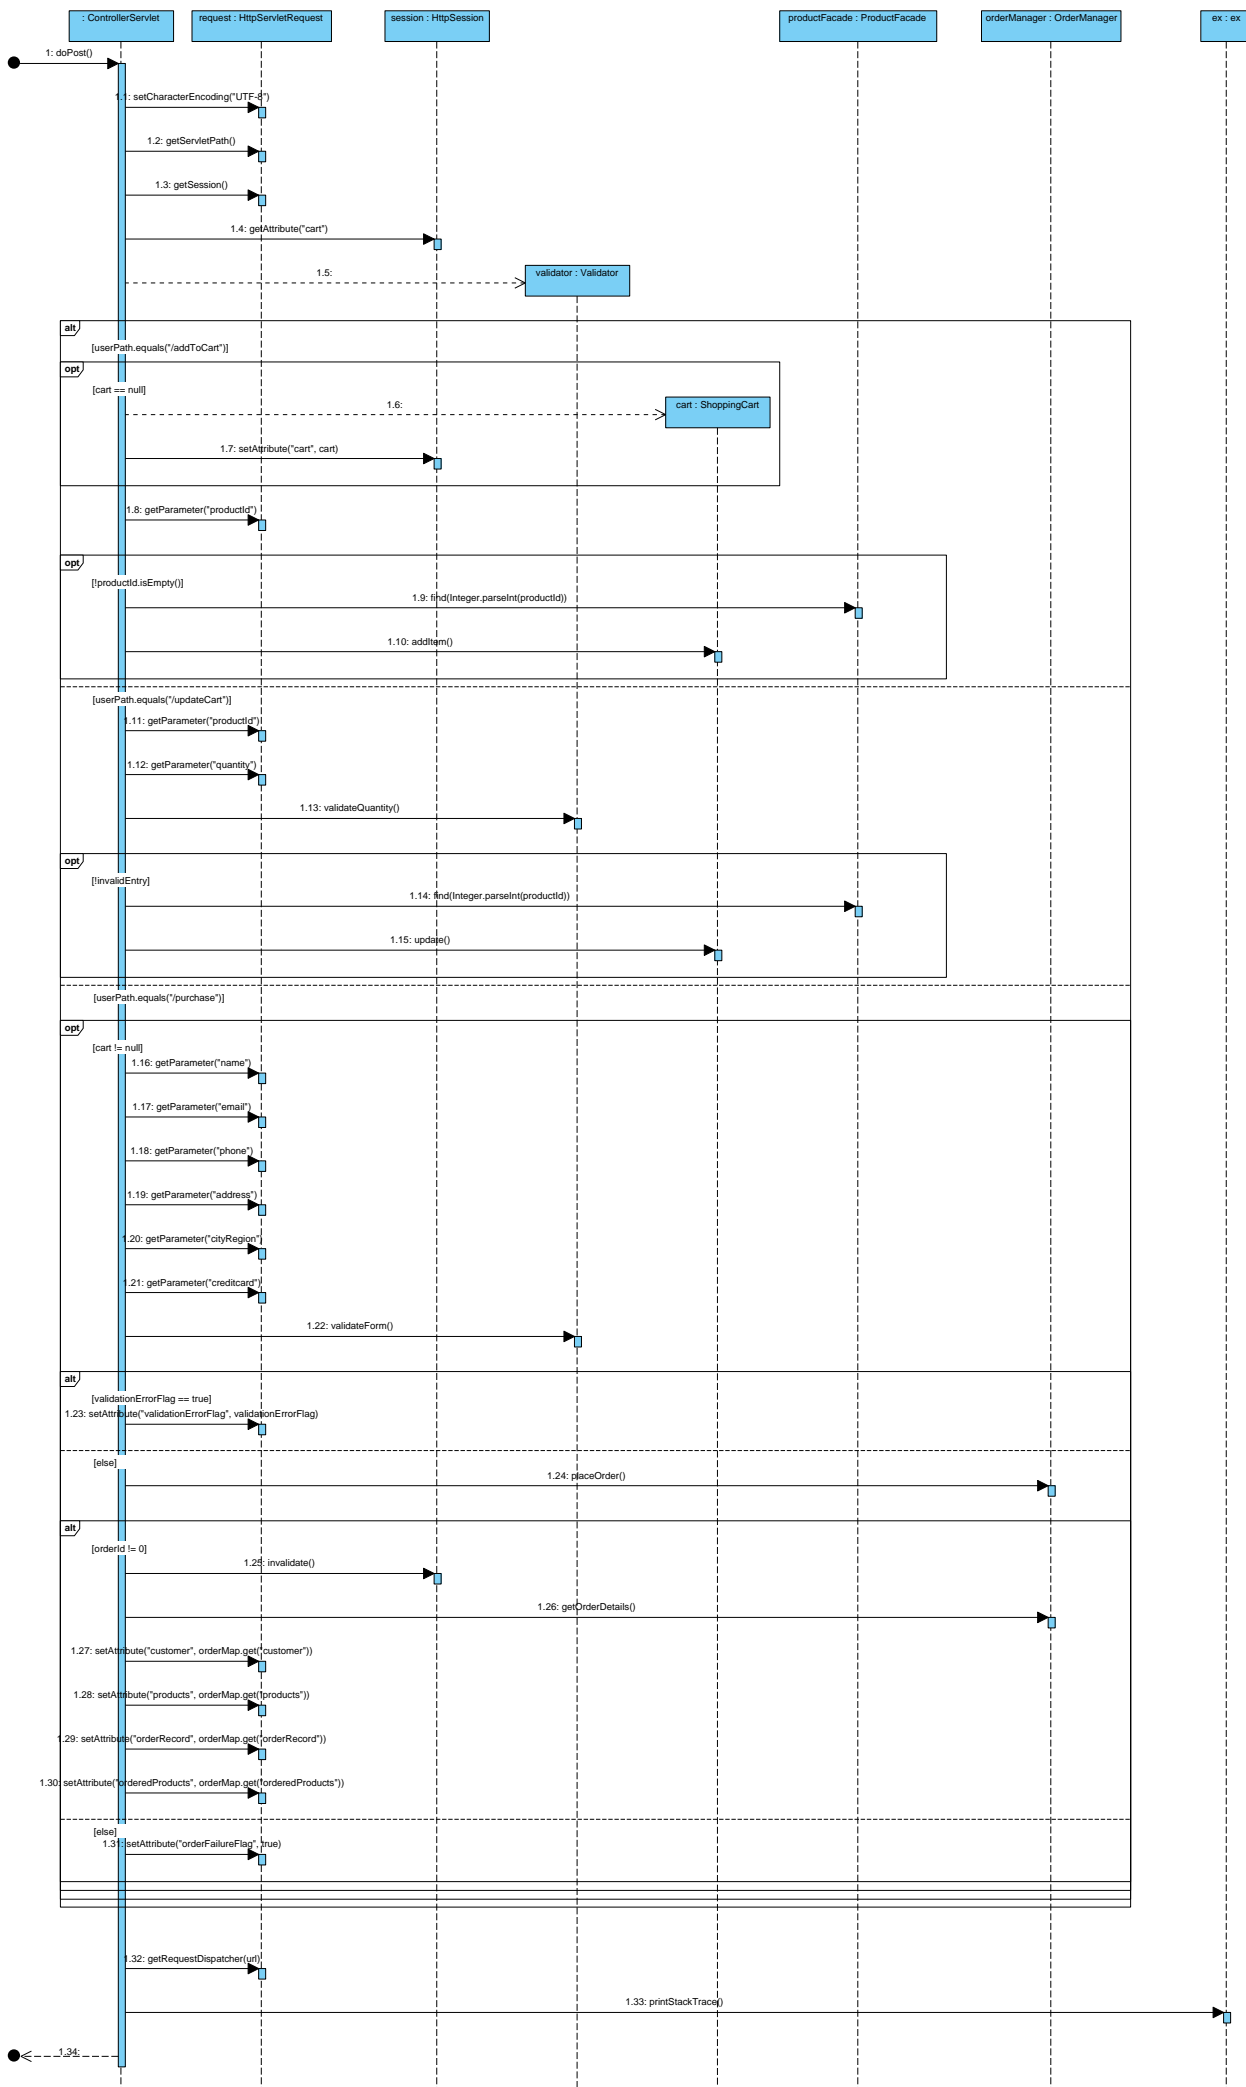 : ControllerServlet
request : HttpServletRequest
session : HttpSession
productFacade : ProductFacade
orderManager : OrderManager
ex : ex
1: doPost()
1.1: setCharacterEncoding("UTF-8")
1.2: getServletPath()
1.3: getSession()
1.4: getAttribute("cart")
1.5:
validator : Validator
alt
[userPath.equals("/addToCart")]
opt
[cart == null]
1.6:
cart : ShoppingCart
1.7: setAttribute("cart", cart)
1.8: getParameter("productId")
opt
[!productId.isEmpty()]
1.9: find(Integer.parseInt(productId))
1.10: addItem()
[userPath.equals("/updateCart")]
1.11: getParameter("productId")
1.12: getParameter("quantity")
1.13: validateQuantity()
opt
[!invalidEntry]
1.14: find(Integer.parseInt(productId))
1.15: update()
[userPath.equals("/purchase")]
opt
[cart != null]
1.16: getParameter("name")
1.17: getParameter("email")
1.18: getParameter("phone")
1.19: getParameter("address")
1.20: getParameter("cityRegion")
1.21: getParameter("creditcard")
1.22: validateForm()
alt
[validationErrorFlag == true]
1.23: setAttribute("validationErrorFlag", validationErrorFlag)
[else]
1.24: placeOrder()
alt
[orderId != 0]
1.25: invalidate()
1.26: getOrderDetails()
1.27: setAttribute("customer", orderMap.get("customer"))
1.28: setAttribute("products", orderMap.get("products"))
1.29: setAttribute("orderRecord", orderMap.get("orderRecord"))
1.30: setAttribute("orderedProducts", orderMap.get("orderedProducts"))
[else]
1.31: setAttribute("orderFailureFlag", true)
1.32: getRequestDispatcher(url)
1.33: printStackTrace()
1.34: